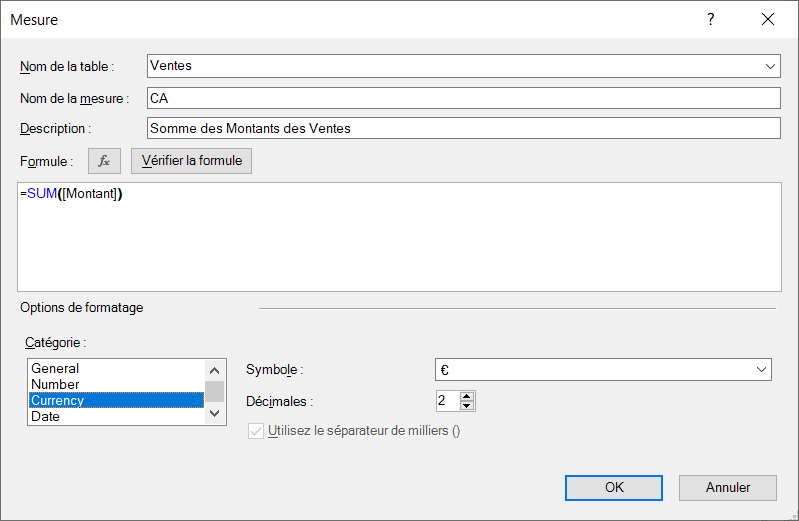 Mesure ?
Nom de la table : Ventes
Nom de la mesure : CA
Description : Somme des Montants des Ventes
Formule : fx Vérifier la formule
=SUM([Montant])
Options de formatage
Catégorie :
General
Number
Currency
Date
Symbole : €
Décimales : 2
Utilisez le séparateur de milliers ()
OK Annuler